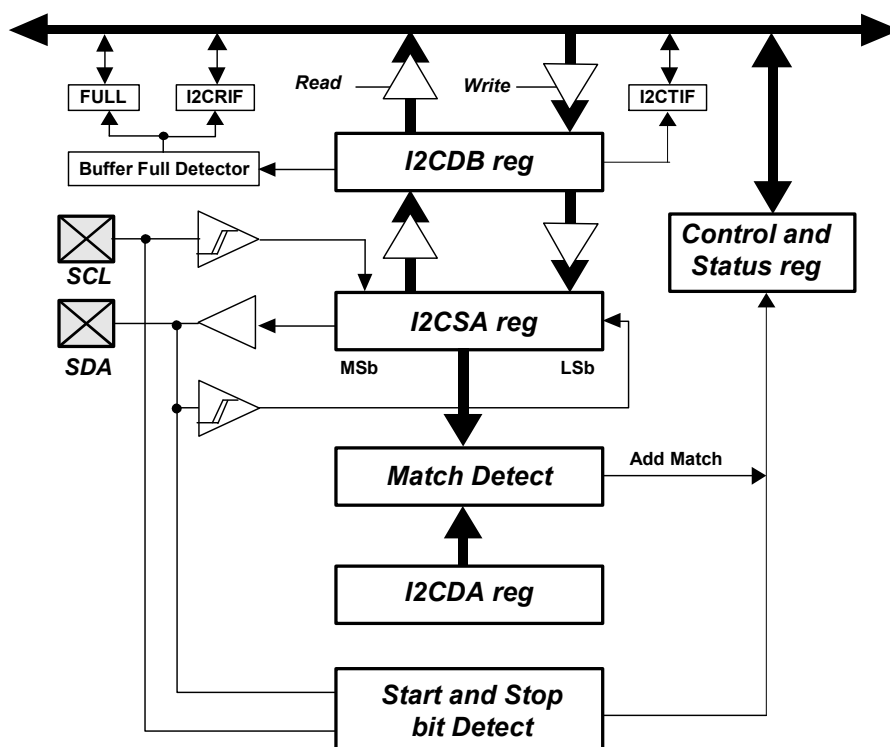 Read
Write
FULL
I2CRIF
I2CTIF
Buffer Full Detector
I2CDB reg
SCL
Control and
Status reg
I2CSA reg
SDA
MSb
LSb
Match Detect
Add Match
I2CDA reg
Start and Stop
bit Detect